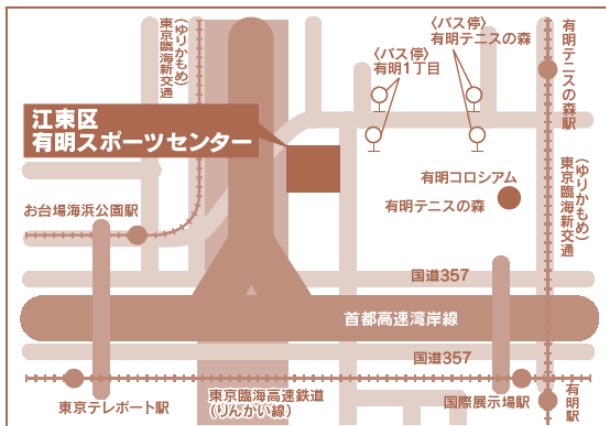 東京臨海新交通
(ゆりかもめ)
〈バス停〉
有明テニスの森
〈バス停〉
有明1丁目
有明テニスの森駅
江東区
有明スポーツセンター
東京臨海新交通
(ゆりかもめ)
有明コロシアム
有明テニスの森
お台場海浜公園駅
国道357
首都高速湾岸線
国道357
東京テレポート駅
東京臨海高速鉄道
(りんかい線)
国際展示場駅
有明駅